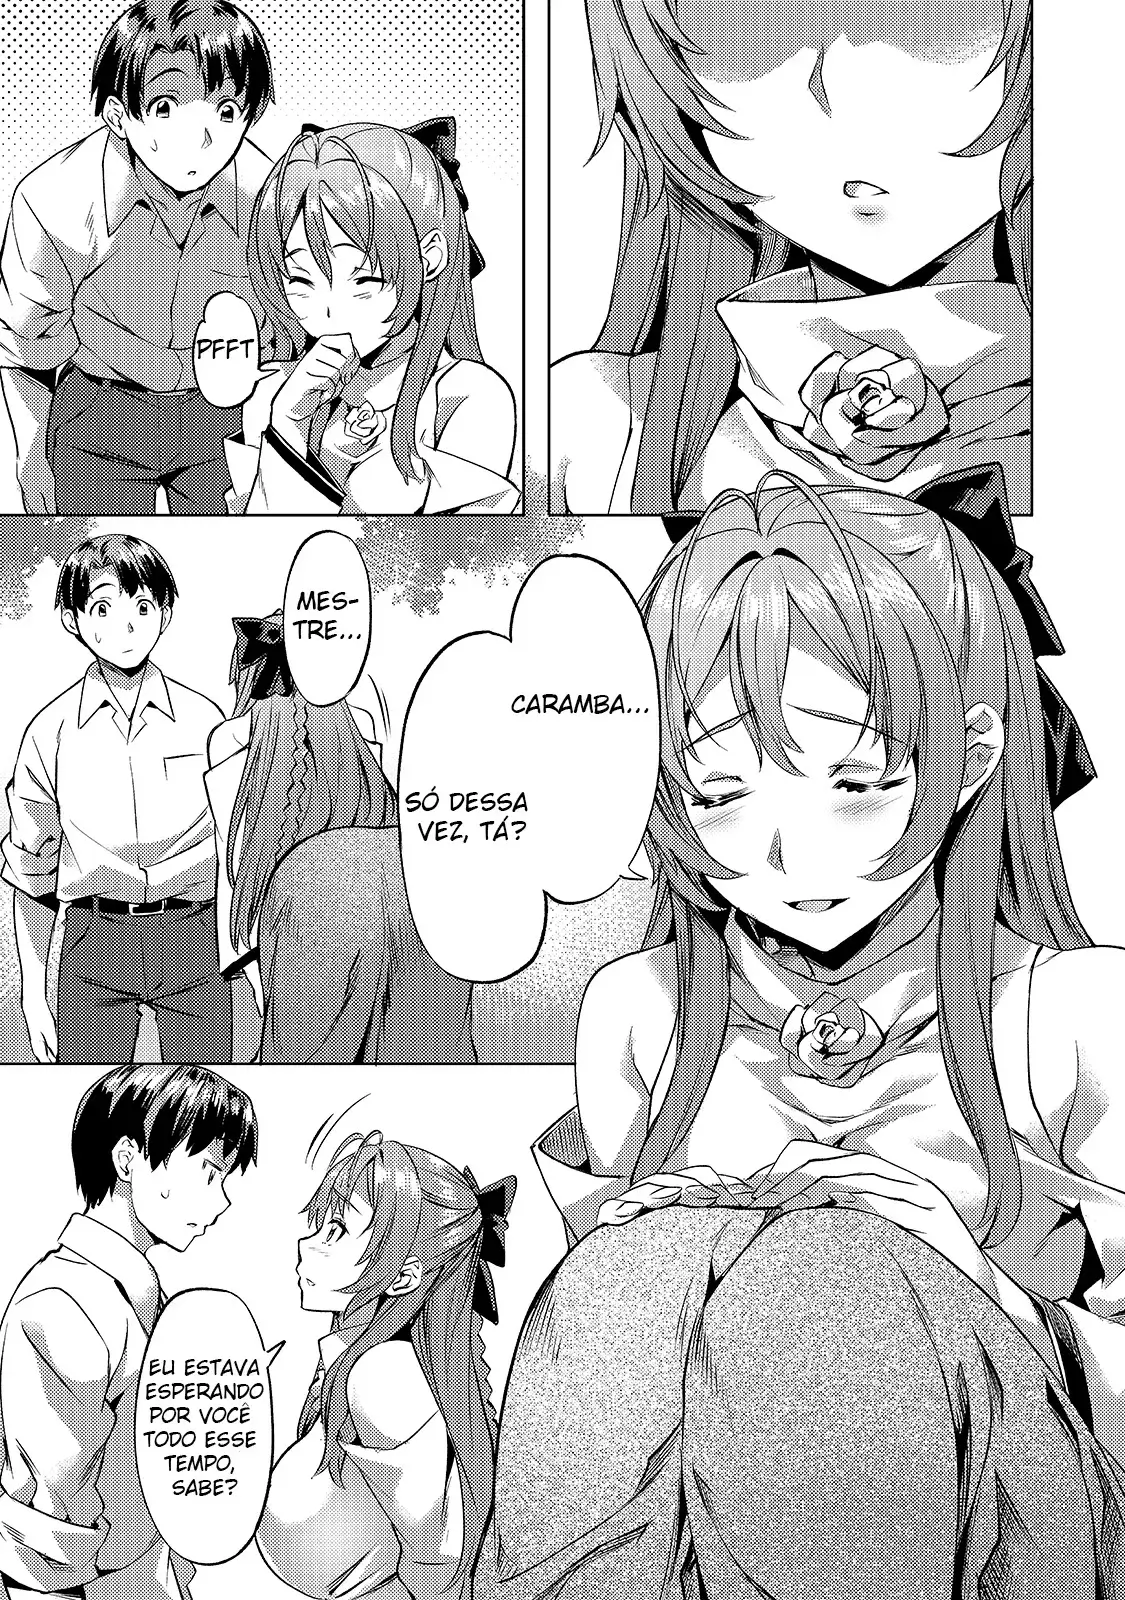 PFFT
CARAMBA...
SÓ DESSA
VEZ, TÁ?
MES-
TRE...
EU ESTAVA
ESPERANDO
POR VOCÊ
TODO ESSE
TEMPO,
SABE?